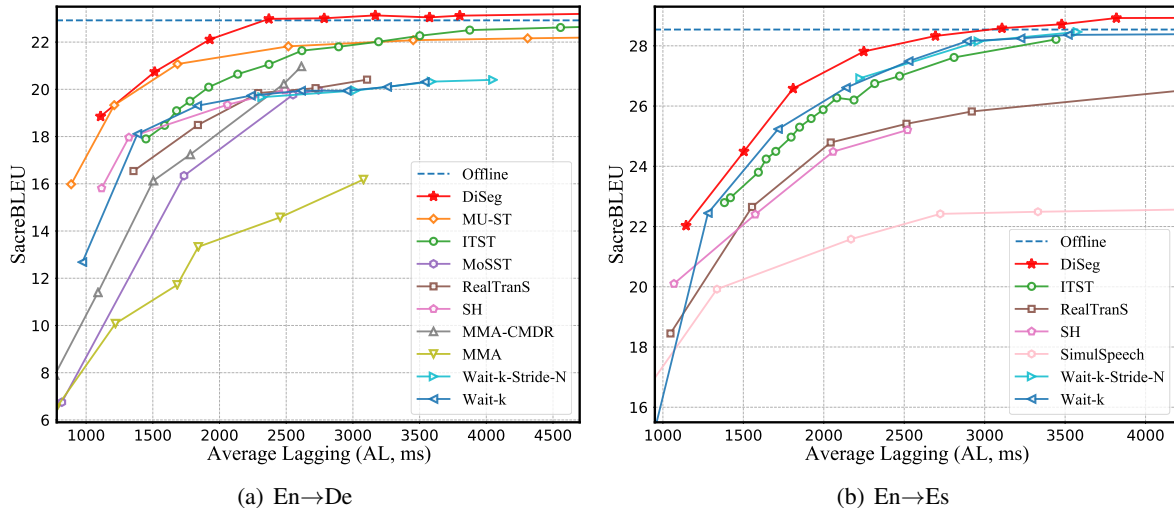 SacreBLEU
22
20
18
16
14
12
10
8
6
1000 1500 2000 2500 3000 3500 4000 4500
Average Lagging (AL, ms)
Offline
DiSeg
MU-ST
ITST
MoSST
RealTranS
SH
MMA-CMDR
MMA
Wait-k-Stride-N
Wait-k
(a) En→De
SacreBLEU
28
26
24
22
20
18
16
1000 1500 2000 2500 3000 3500 4000
Average Lagging (AL, ms)
Offline
DiSeg
ITST
RealTranS
SH
SimulSpeech
Wait-k-Stride-N
Wait-k
(b) En→Es